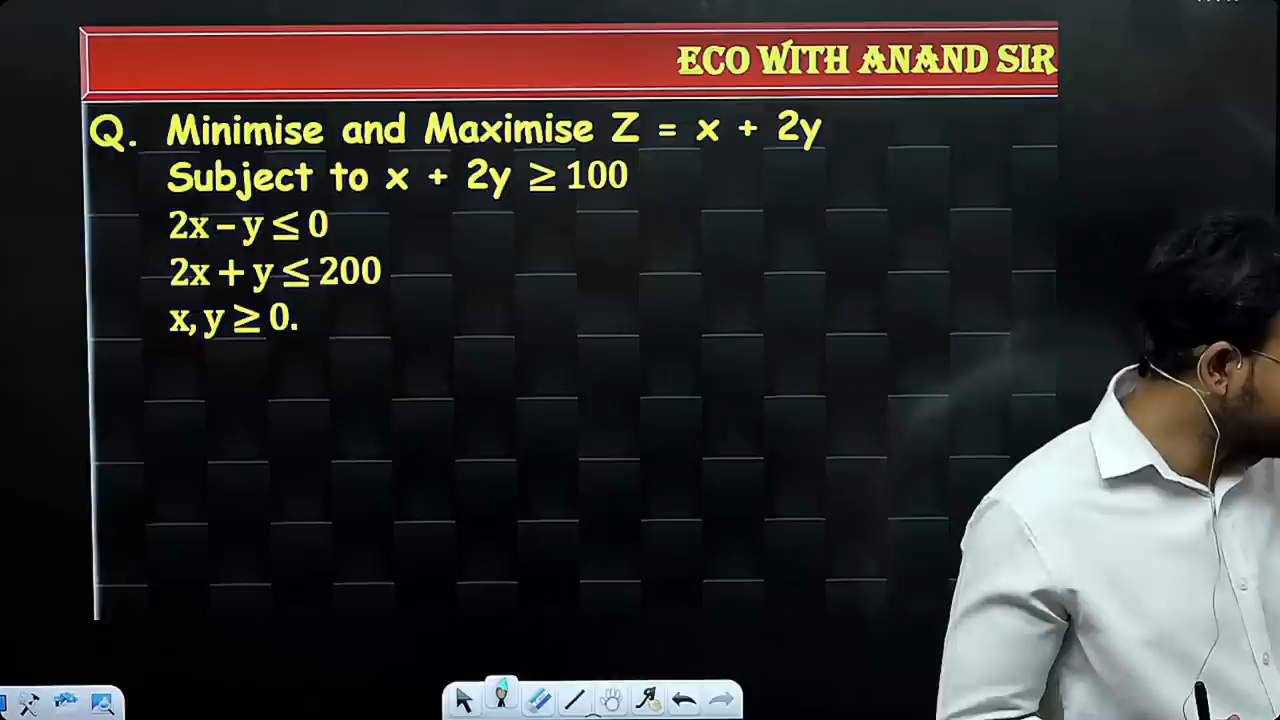 ECO WITH ANAND SIR
Q. Minimise and Maximise Z = x + 2y
Subject to x + 2y ≥ 100
2x – y ≤ 0
2x + y ≤ 200
x, y ≥ 0.